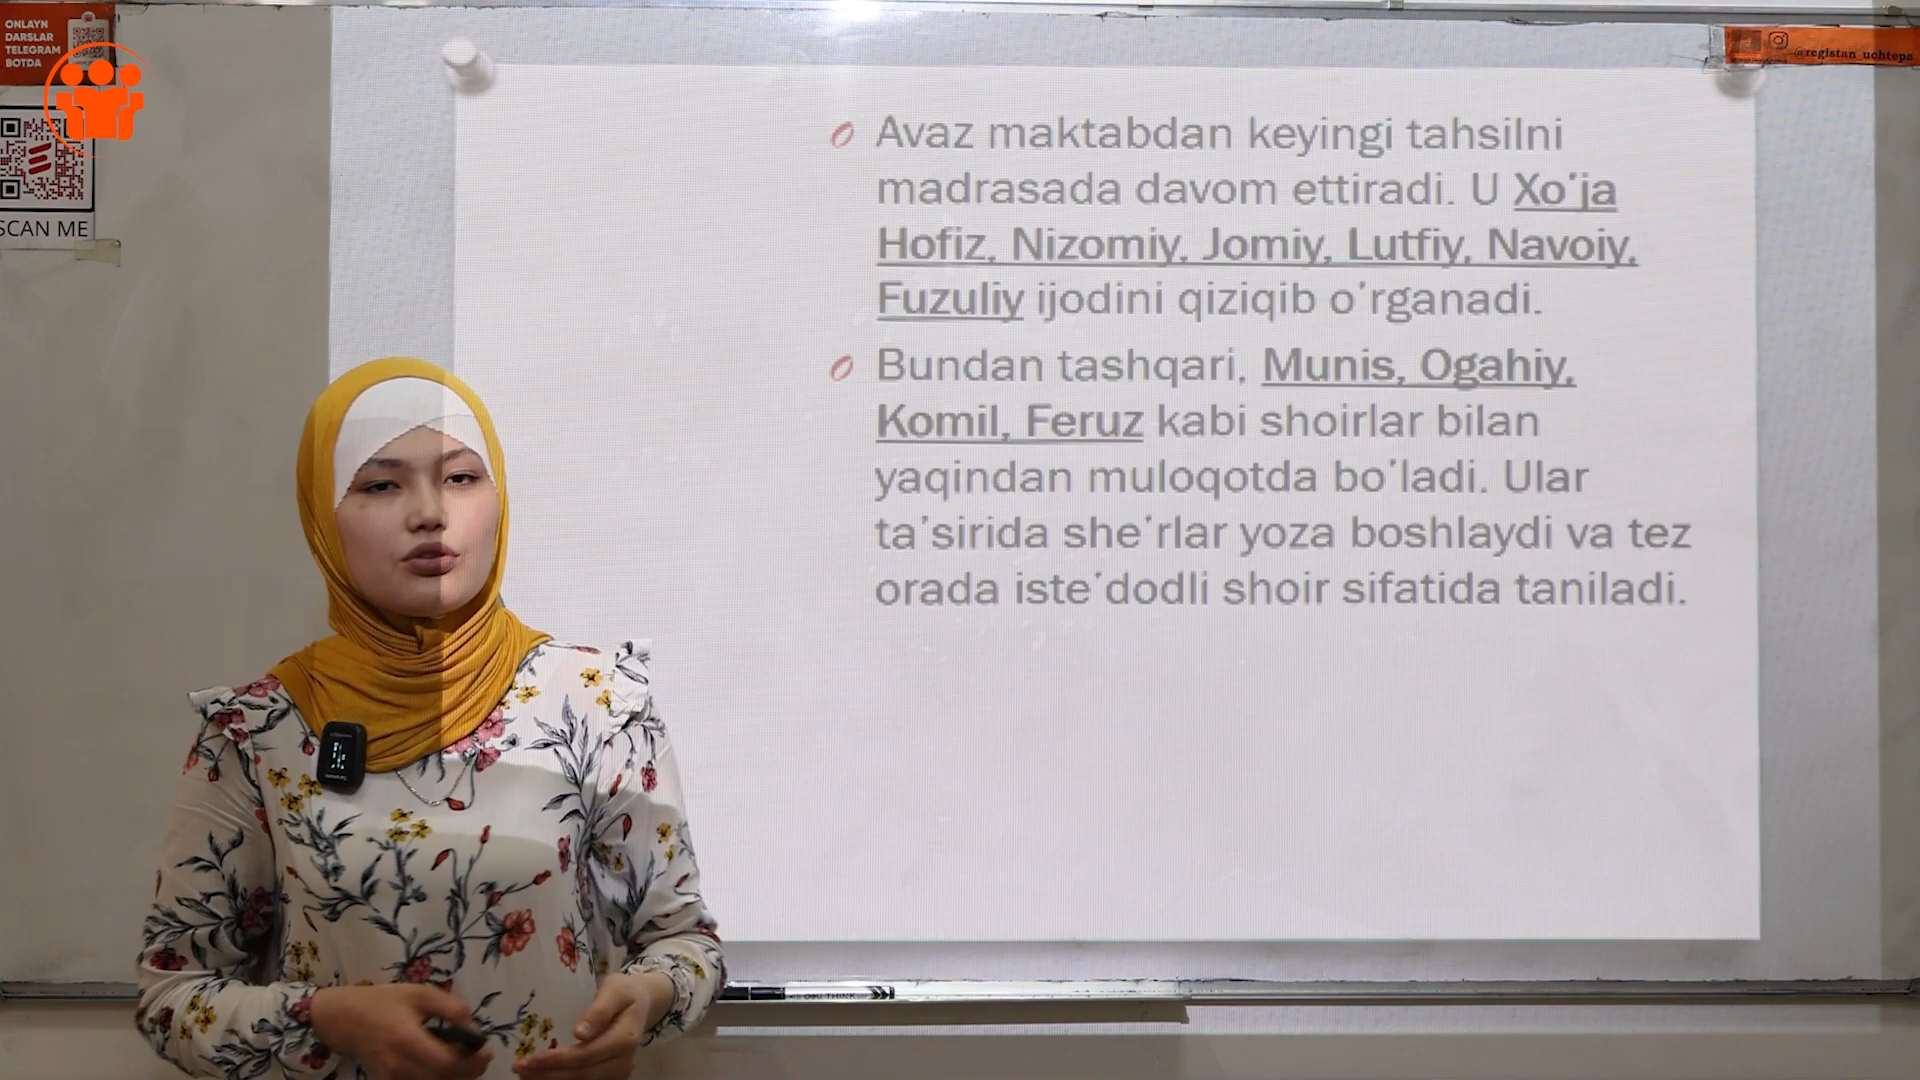 ONLAYN
DARSLAR
TELEGRAM
BOTDA
SCAN ME
@registan_uchtepa
Avaz maktabdan keyingi tahsilni
madrasada davom ettiradi. U Xo'ja
Hofiz, Nizomiy, Jomiy, Lutfiy, Navoiy,
Fuzuliy ijodini qiziqib o'rganadi.
Bundan tashqari, Munis, Ogahiy,
Komil, Feruz kabi shoirlar bilan
yaqindan muloqotda bo'ladi. Ular
ta'sirida she'rlar yoza boshlaydi va tez
orada iste'dodli shoir sifatida taniladi.
deli THINK